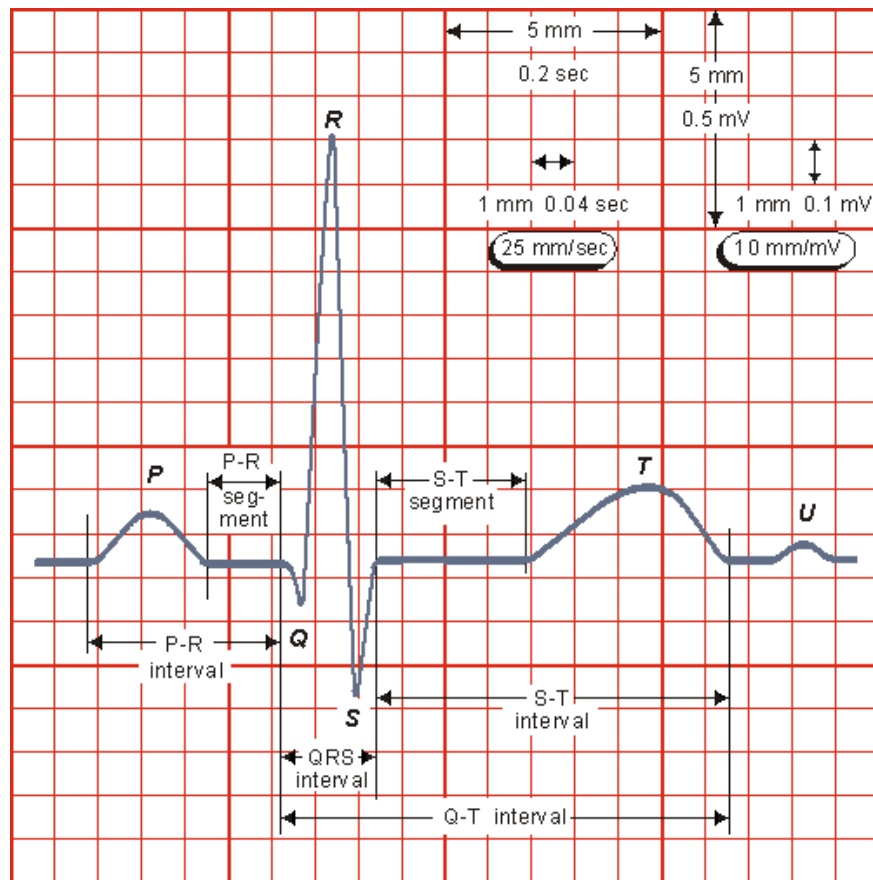 5 mm
0.2 sec
5 mm
0.5 mV
R
1 mm 0.04 sec
1 mm 0.1 mV
25 mm/sec
10 mm/mV
P-R
seg-
ment
P
S-T
segment
T
U
Q
P-R
interval
S
S-T
interval
QRS
interval
Q-T interval